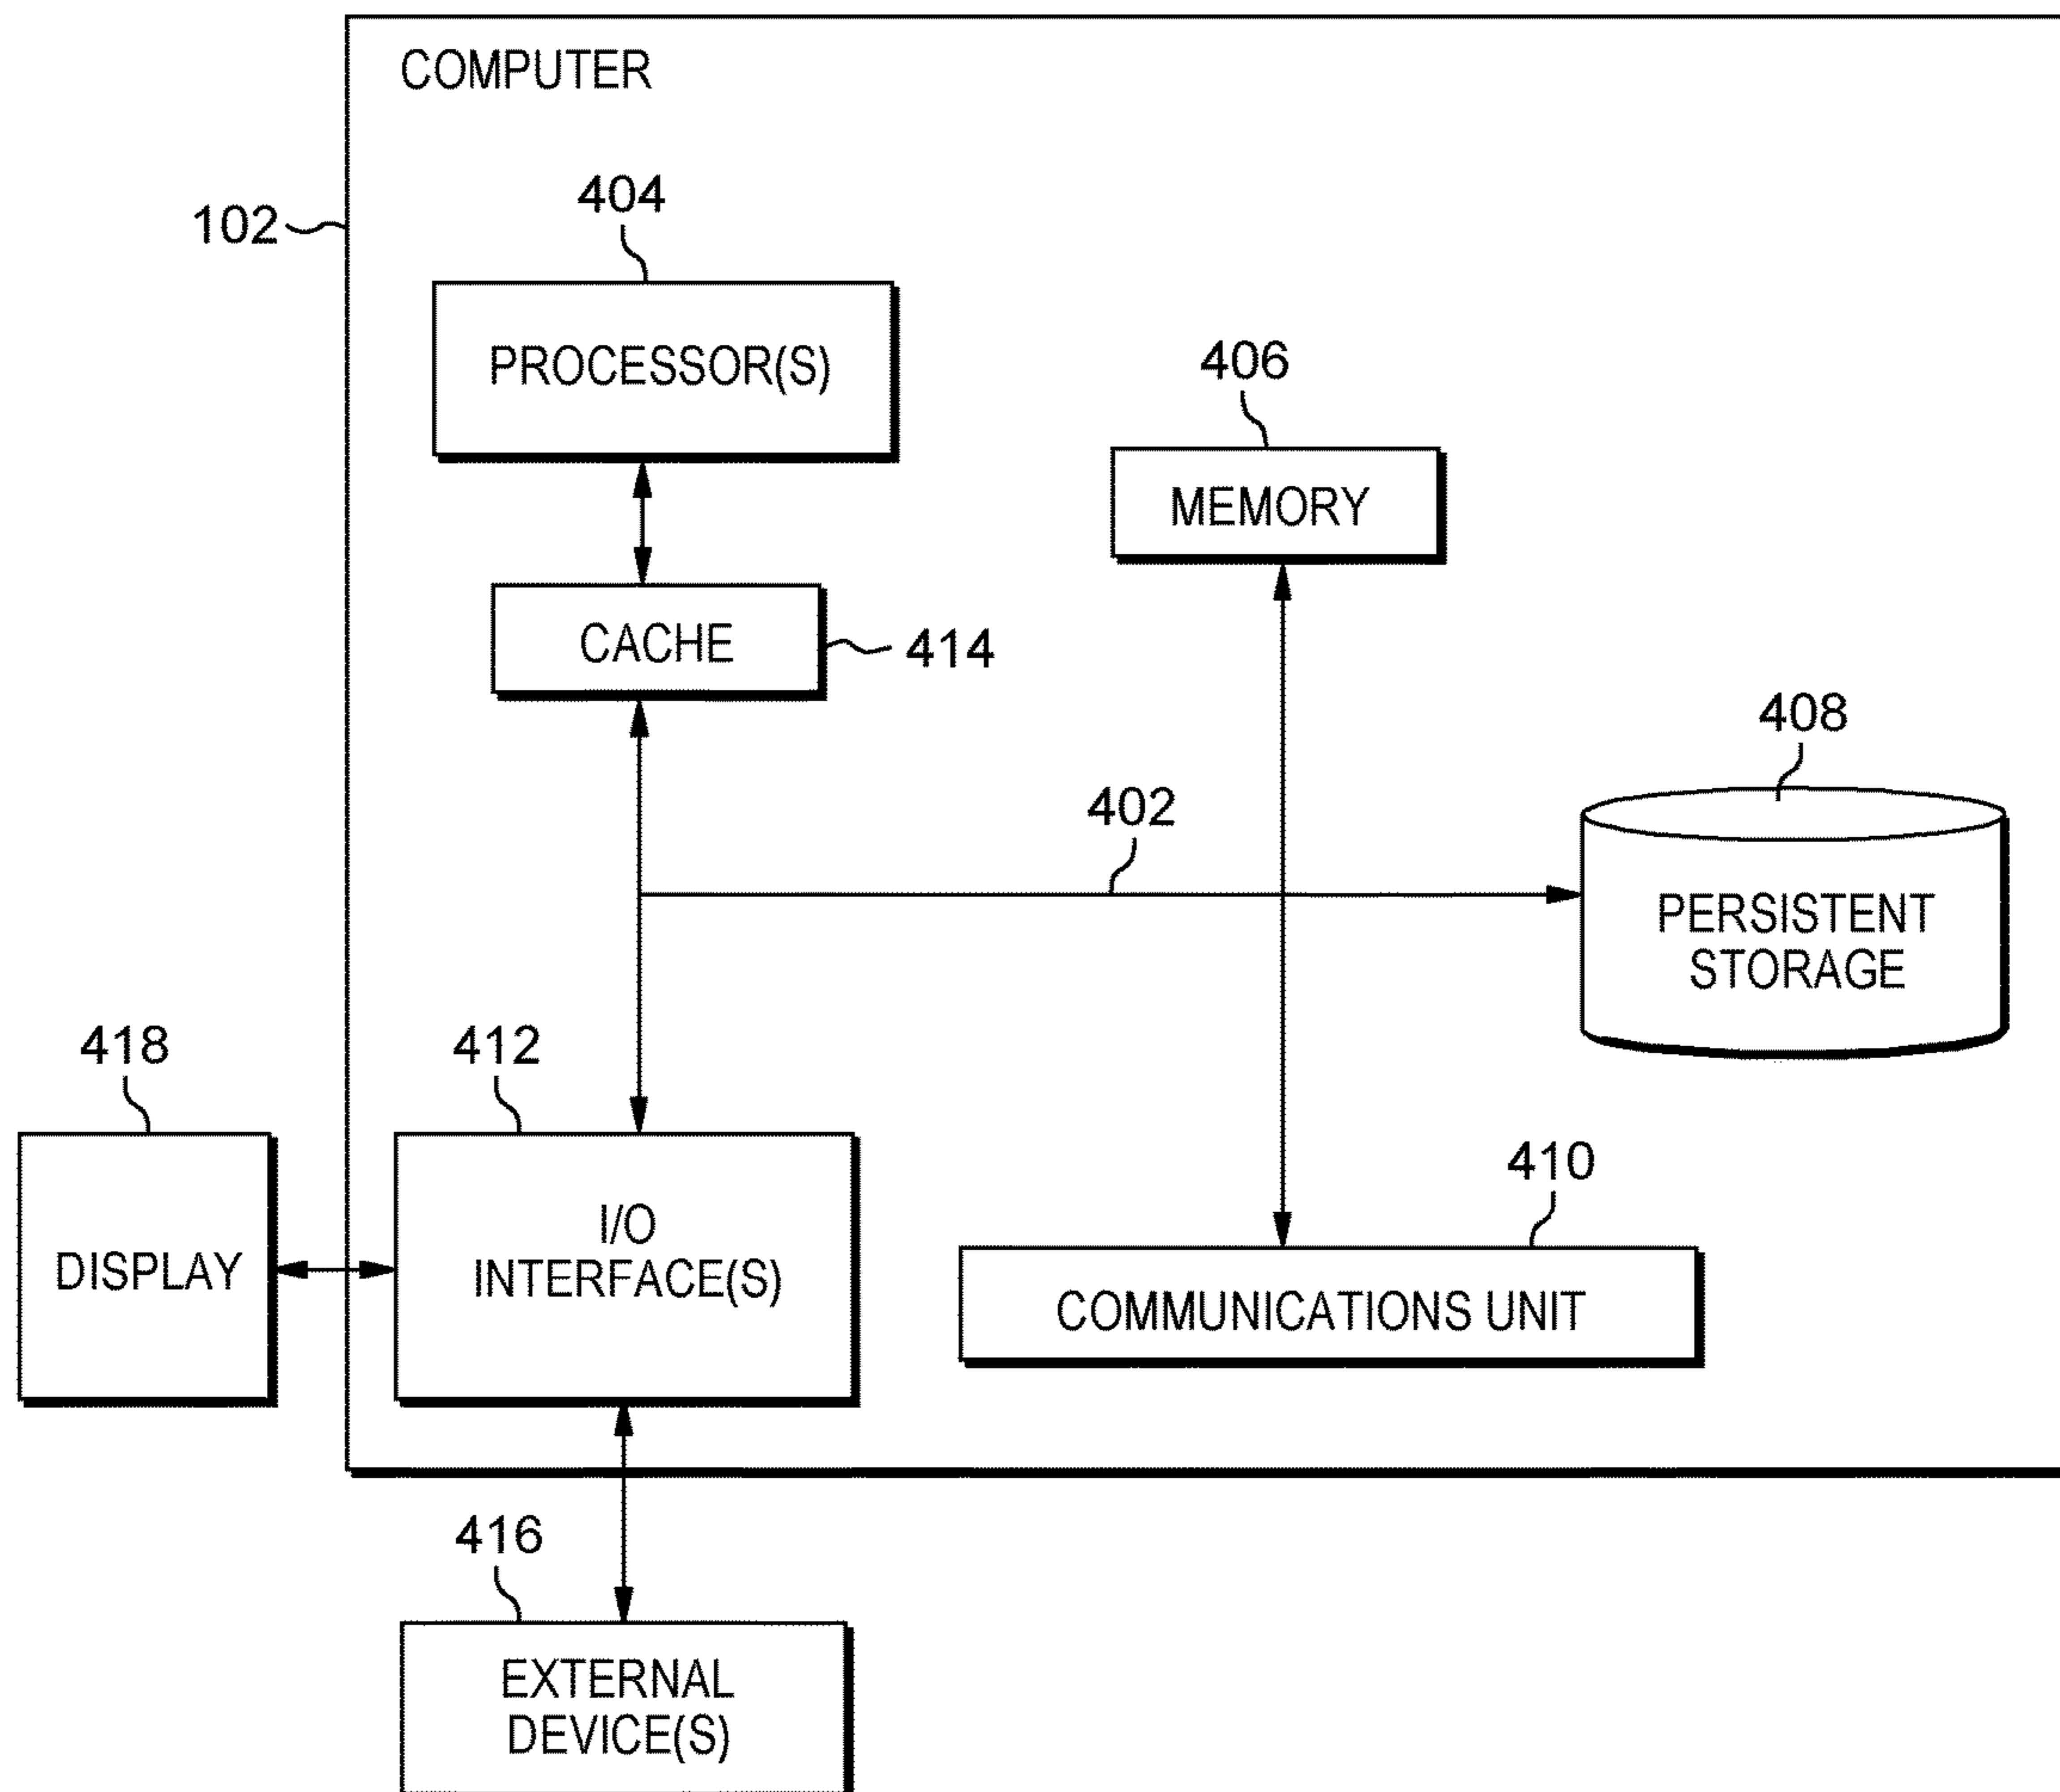 COMPUTER
404
102
PROCESSOR(S)
406
MEMORY
CACHE
414
408
402
PERSISTENT
STORAGE
418
412
410
I/O
INTERFACE(S)
DISPLAY
COMMUNICATIONS UNIT
416
EXTERNAL
DEVICE(S)